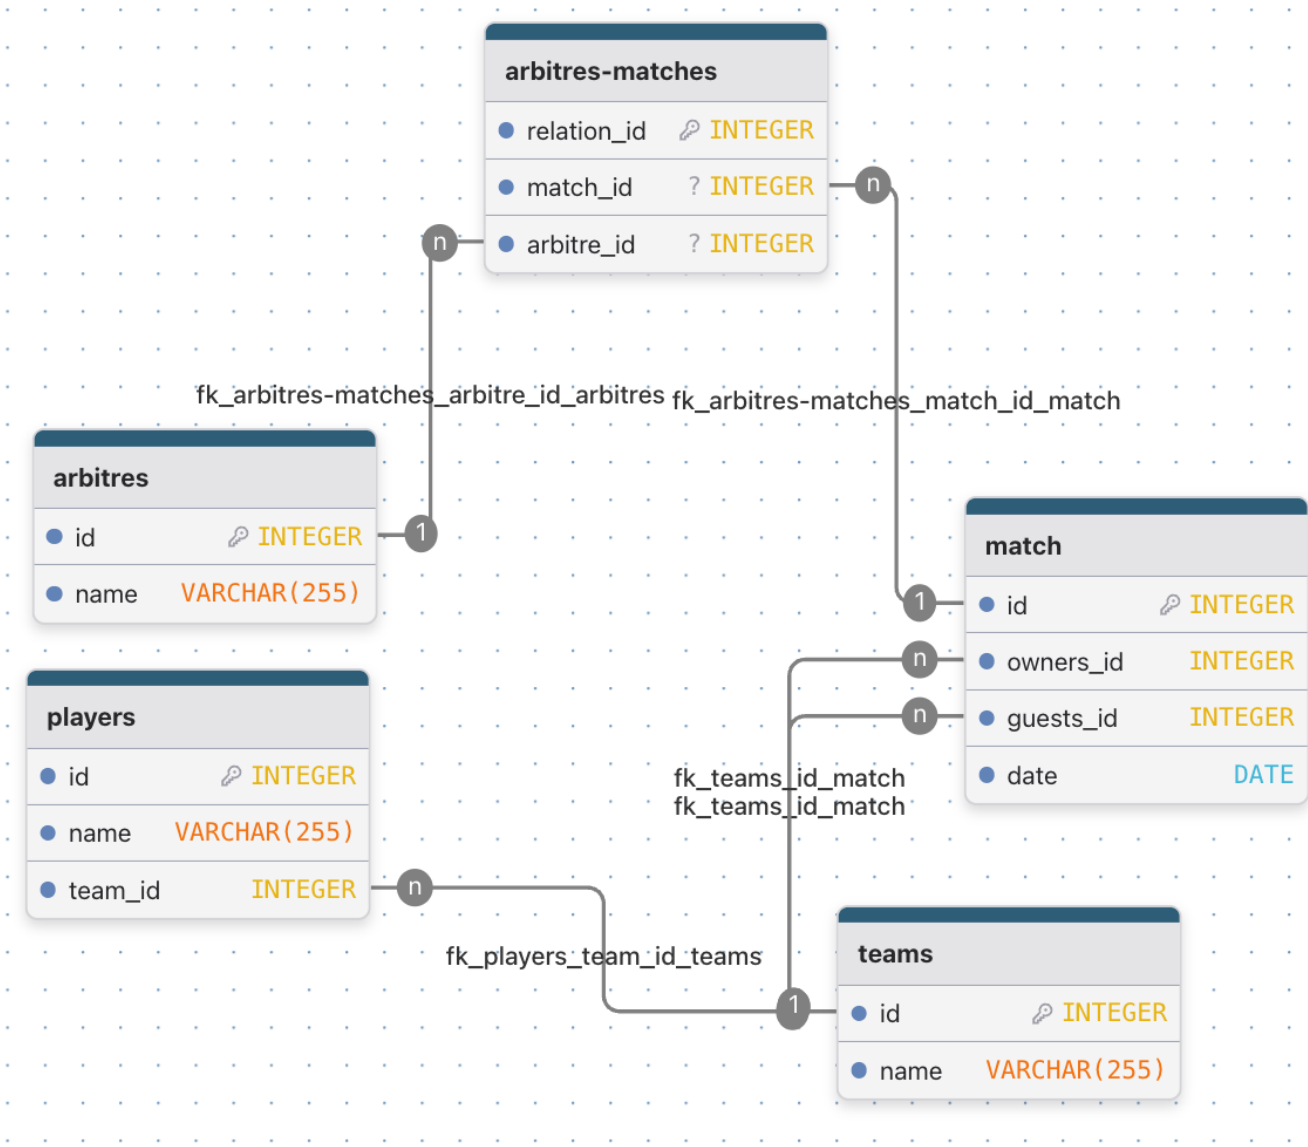 arbitres-matches
relation_id INTEGER
match_id ? INTEGER
arbitre_id ? INTEGER
n
n
fk_arbitres-matches_arbitre_id_arbitres
fk_arbitres-matches_match_id_match
arbitres
id INTEGER
name VARCHAR(255)
1
match
id INTEGER
owners_id INTEGER
guests_id INTEGER
date DATE
1
n
n
players
id INTEGER
name VARCHAR(255)
team_id INTEGER
n
fk_teams_id_match
fk_teams_id_match
fk_players_team_id_teams
1
teams
id INTEGER
name VARCHAR(255)